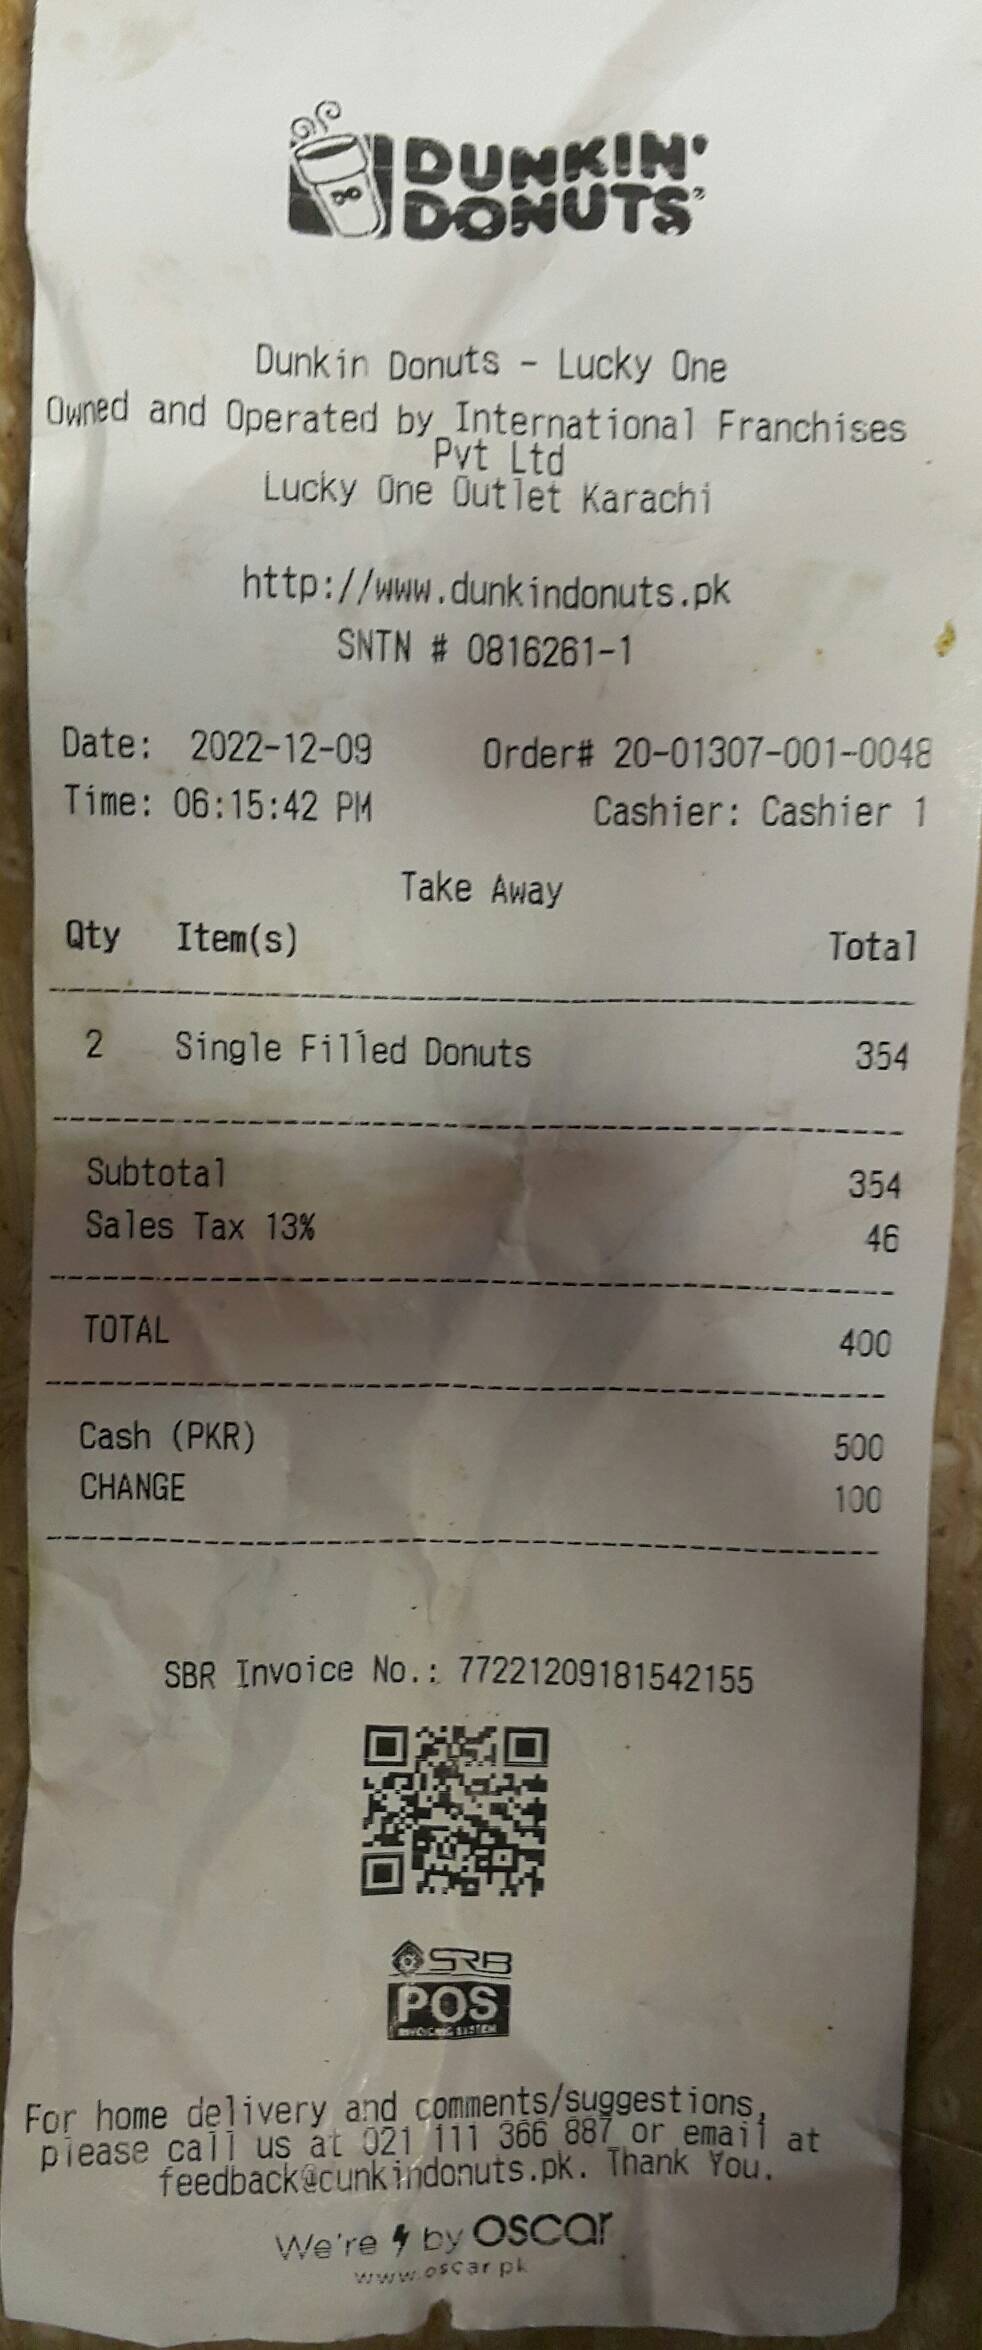 DUNKIN'
DONUTS
Dunkin Donuts - Lucky One
Owned and Operated by International Franchises
Pvt Ltd
Lucky One Outlet Karachi
http://www.dunkindonuts.pk
SNTN # 0816261-1
Date: 2022-12-09 Order# 20-01307-001-0048
Time: 06:15:42 PM Cashier: Cashier 1
Take Away
Qty Item(s) Total
2 Single Filled Donuts 354
Subtotal 354
Sales Tax 13% 46
TOTAL 400
Cash (PKR) 500
CHANGE 100
SBR Invoice No.: 77221209181542155
SRB
POS
INVOICING SYSTEM
For home delivery and comments/suggestions,
please call us at 021 111 366 887 or email at
feedback@cunkindonuts.pk. Thank You.
We're by oscar
www.oscar.pk